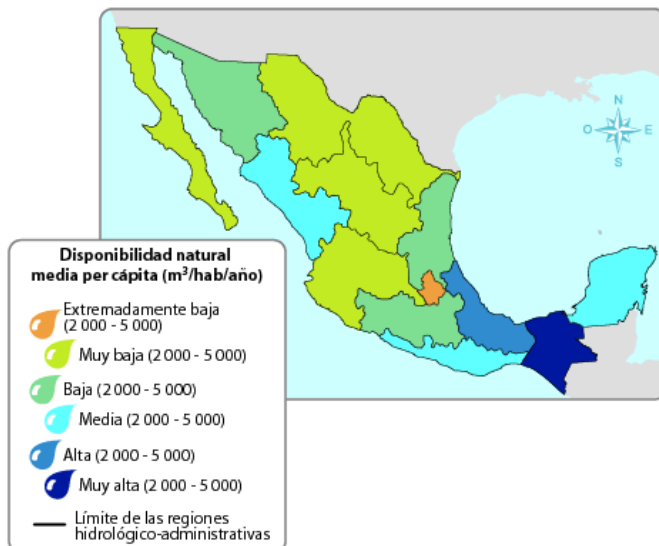 N
O
E
S
Disponibilidad natural
media per cápita (m³/hab/año)
Extremadamente baja
(2 000 - 5 000)
Muy baja (2 000 - 5 000)
Baja (2 000 - 5 000)
Media (2 000 - 5 000)
Alta (2 000 - 5 000)
Muy alta (2 000 - 5 000)
Límite de las regiones
hidrológico-administrativas